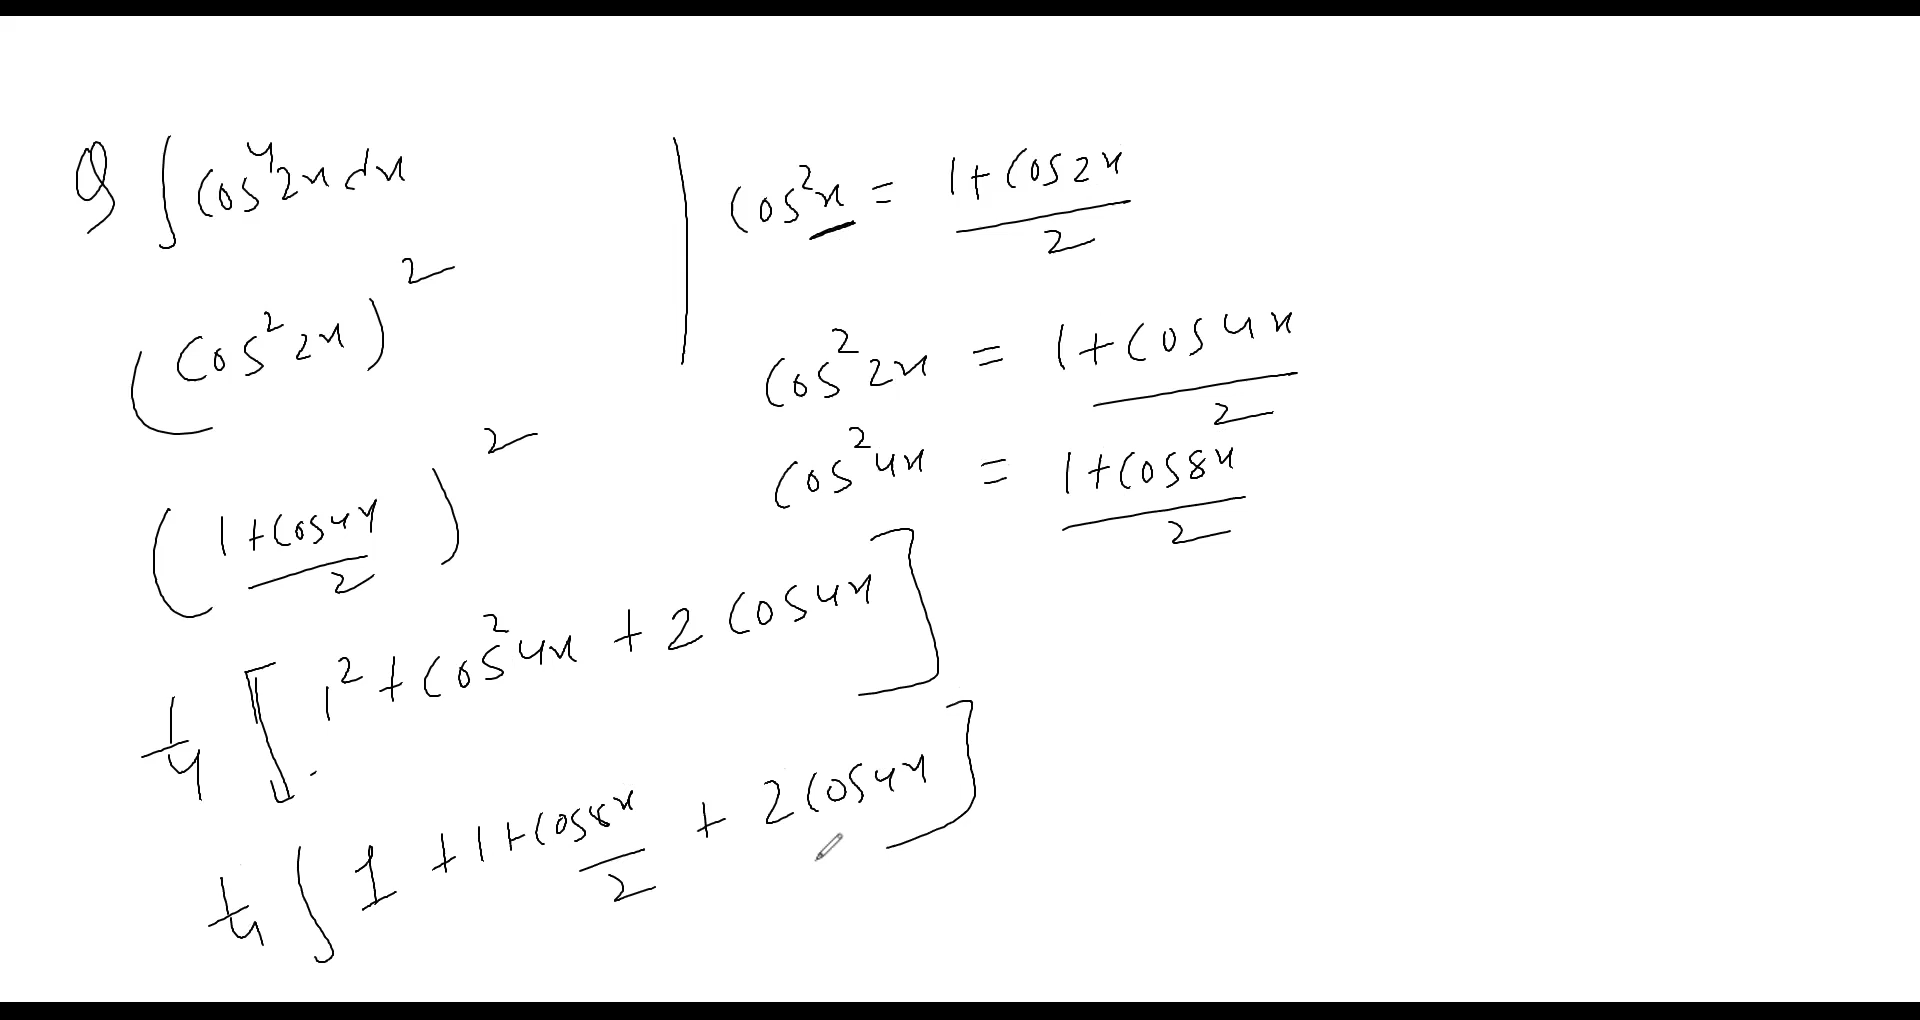 Q ∫ cos⁴2x dx
(cos²2x)²
((1+cos4x)/2)²
1/4 [1² + cos²4x + 2 cos4x]
1/4 [1 + (1+cos8x)/2 + 2cos4x]
cos²x = (1+cos2x)/2
cos²2x = (1+cos4x)/2
cos²4x = (1+cos8x)/2